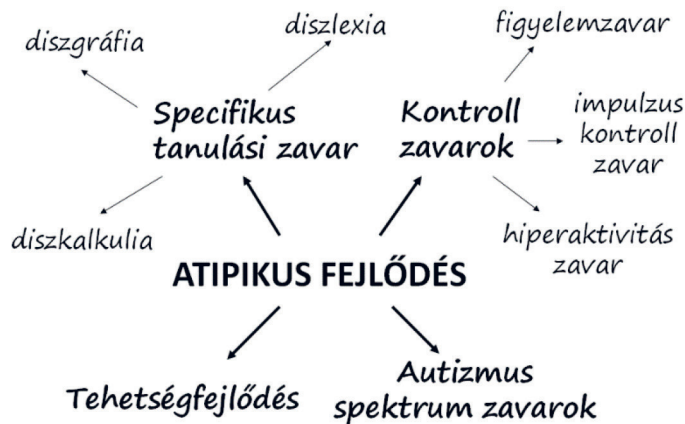 diszgráfia
diszlexia
figyelemzavar
Specifikus
tanulási zavar
Kontroll
zavarok
impulzus
kontroll
zavar
diszkalkulia
hiperaktivitás
zavar
ATIPIKUS FEJLŐDÉS
Tehetségfejlődés
Autizmus
spektrum zavarok